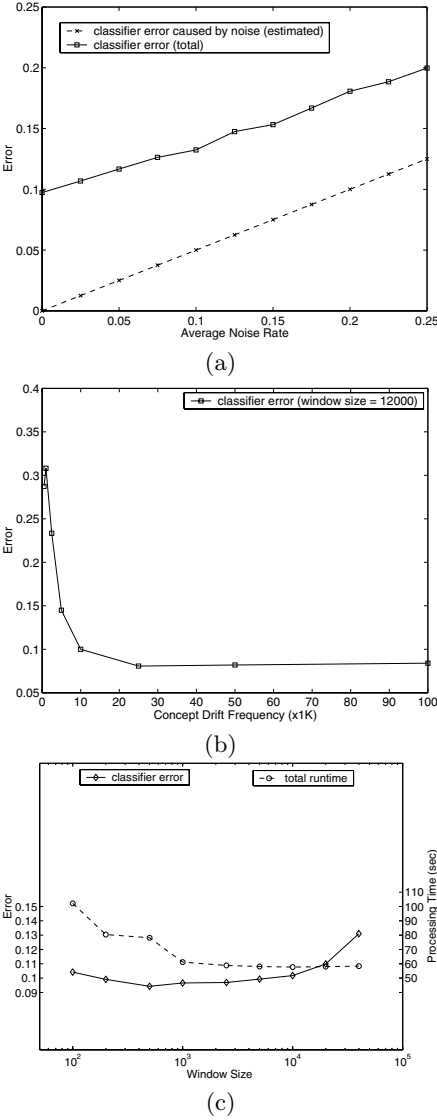 0.25
classifier error caused by noise (estimated)
classifier error (total)
0.2
0.15
Error
0.1
0.05
0
0 0.05 0.1 0.15 0.2 0.25
Average Noise Rate
(a)
0.4
classifier error (window size = 12000)
0.35
0.3
0.25
Error
0.2
0.15
0.1
0.05
0 10 20 30 40 50 60 70 80 90 100
Concept Drift Frequency (x1K)
(b)
classifier error total runtime
Error
0.15
0.14
0.13
0.12
0.11
0.1
0.09
Processing Time (sec)
110
100
90
80
70
60
50
10^2 10^3 10^4 10^5
Window Size
(c)